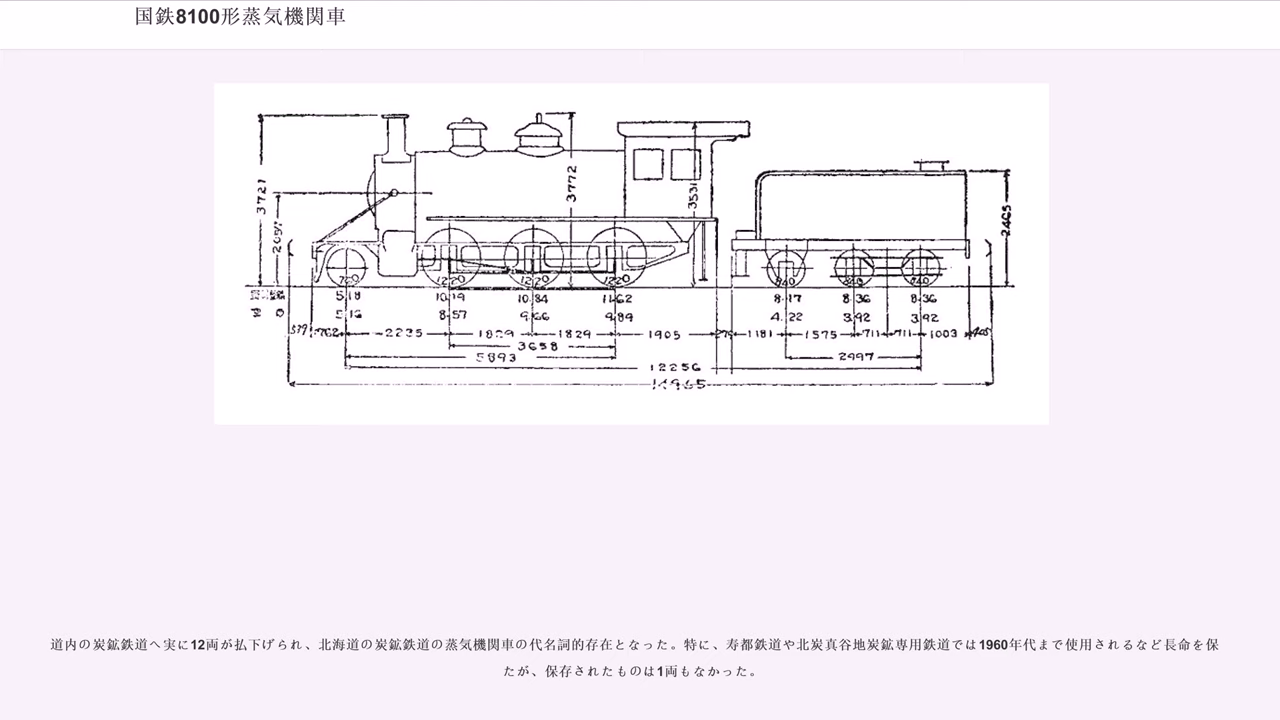 国鉄8100形蒸気機関車
3721
2057
3772
3531
2465
720 1220 1220 1220 840 840 840
5.18 10.19 10.84 11.62 8.17 8.36 8.36
5.16 8.57 9.66 9.89 4.22 3.92 3.92
762 2235 1829 1829 1905 1181 1575 711 711 1003
3658
5893 2997
12256
14965
道内の炭鉱鉄道へ実に12両が払下げられ、北海道の炭鉱鉄道の蒸気機関車の代名詞的存在となった。特に、寿都鉄道や北炭真谷地炭鉱専用鉄道では1960年代まで使用されるなど長命を保
たが、保存されたものは1両もなかった。